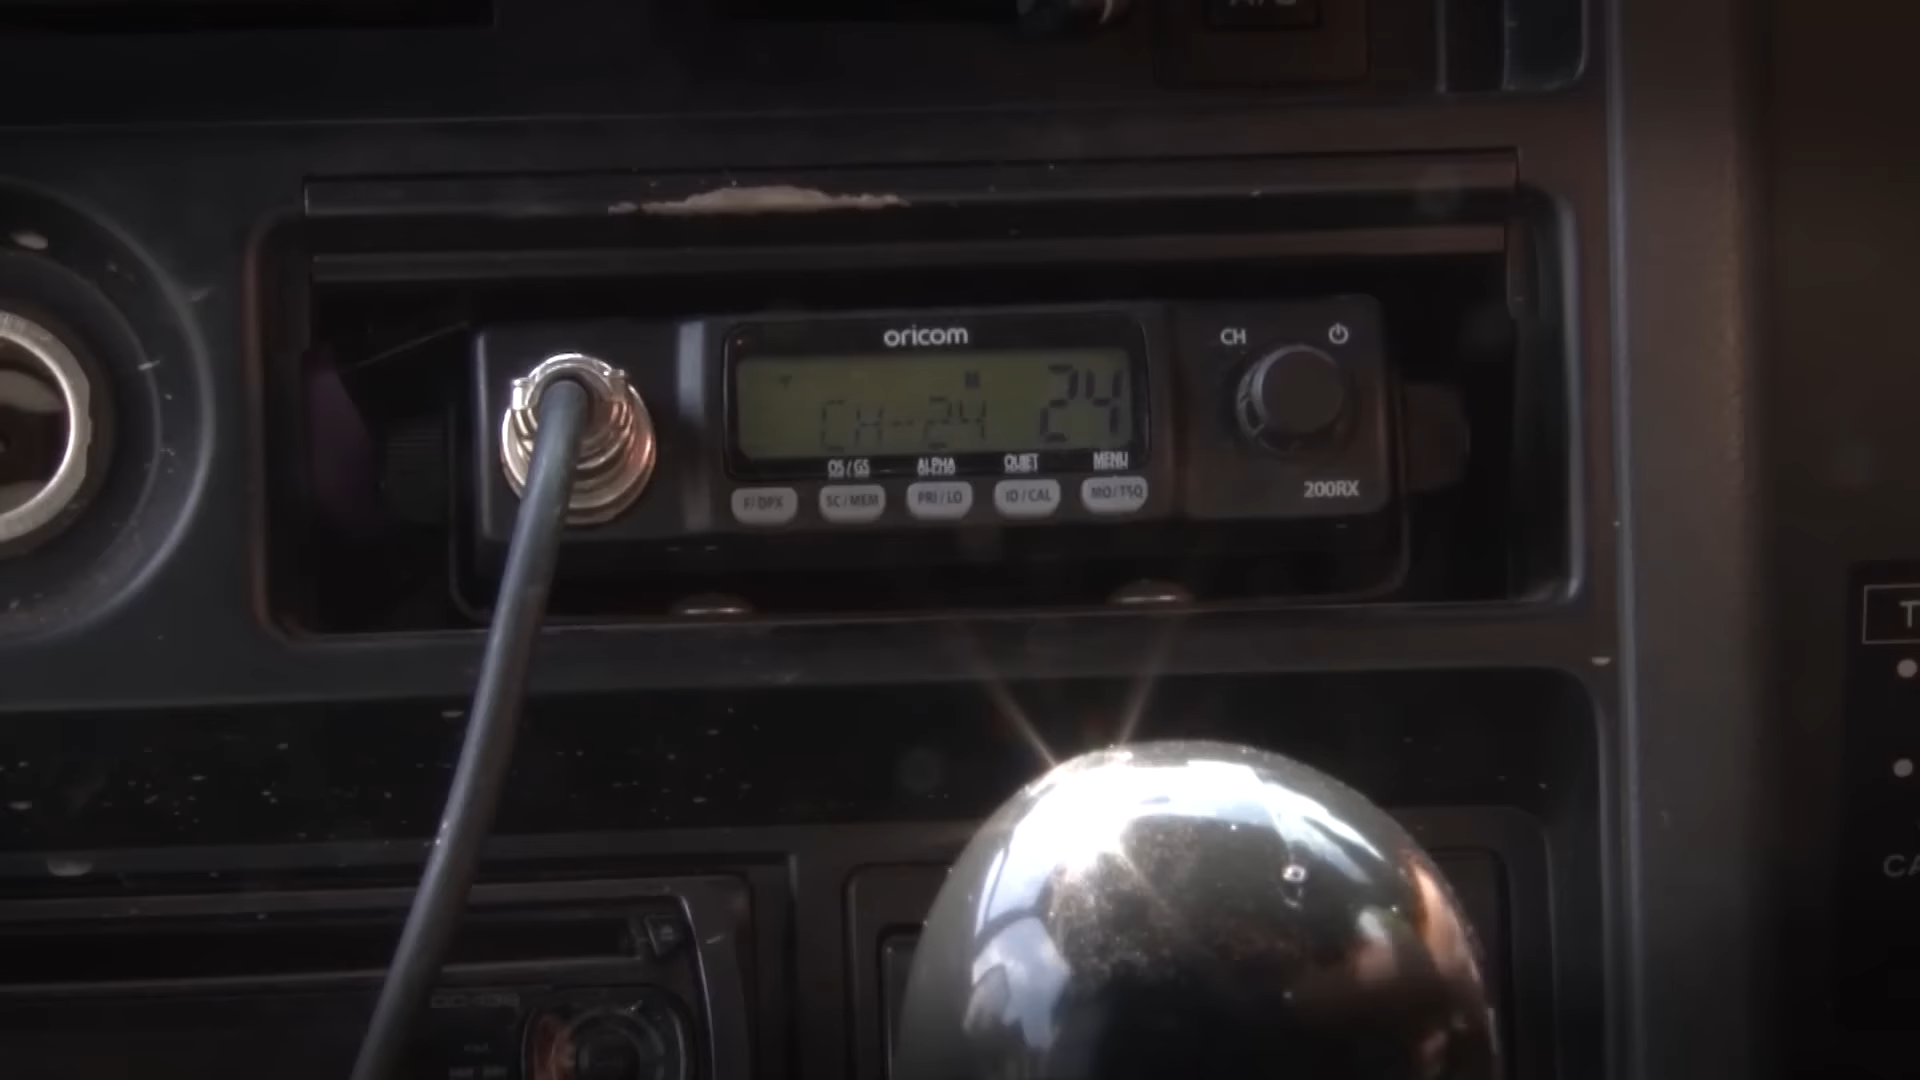 A/C
oricom
CH
CH-24 24
OS / GS ALPHA QUIET MENU
F/DPX SC/MEM PRI/LO ID/CAL MO/TSQ
200RX